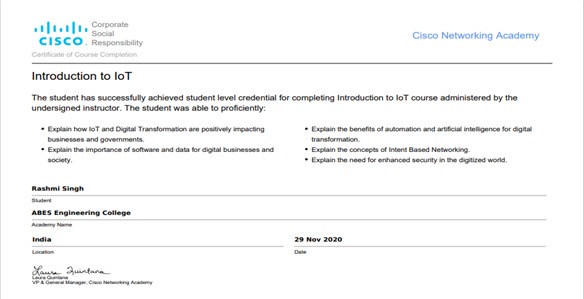 Corporate
Social
CISCO. Responsibility
Cisco Networking Academy
Certificate of Course Completion
Introduction to IoT
The student has successfully achieved student level credential for completing Introduction to IoT course administered by the
undersigned instructor. The student was able to proficiently:
• Explain how IoT and Digital Transformation are positively impacting
businesses and governments.
• Explain the importance of software and data for digital businesses and
society.
• Explain the benefits of automation and artificial intelligence for digital
transformation.
• Explain the concepts of Intent Based Networking.
• Explain the need for enhanced security in the digitized world.
Rashmi Singh
Student
ABES Engineering College
Academy Name
India
Location
29 Nov 2020
Date
Laura Quintana
Laura Quintana
VP & General Manager, Cisco Networking Academy